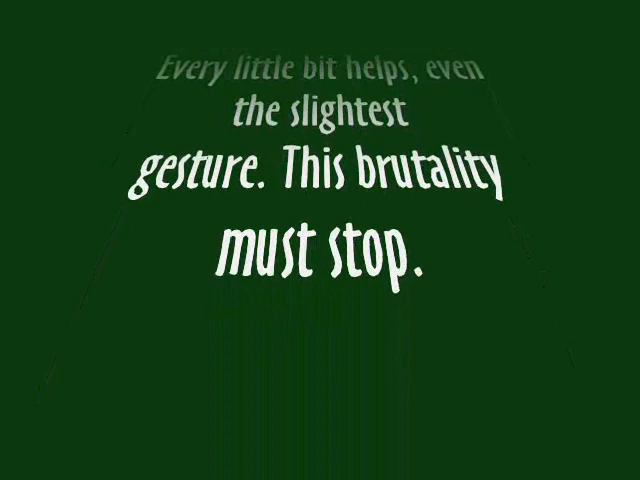 Every little bit helps, even
the slightest
gesture. This brutality
must stop.